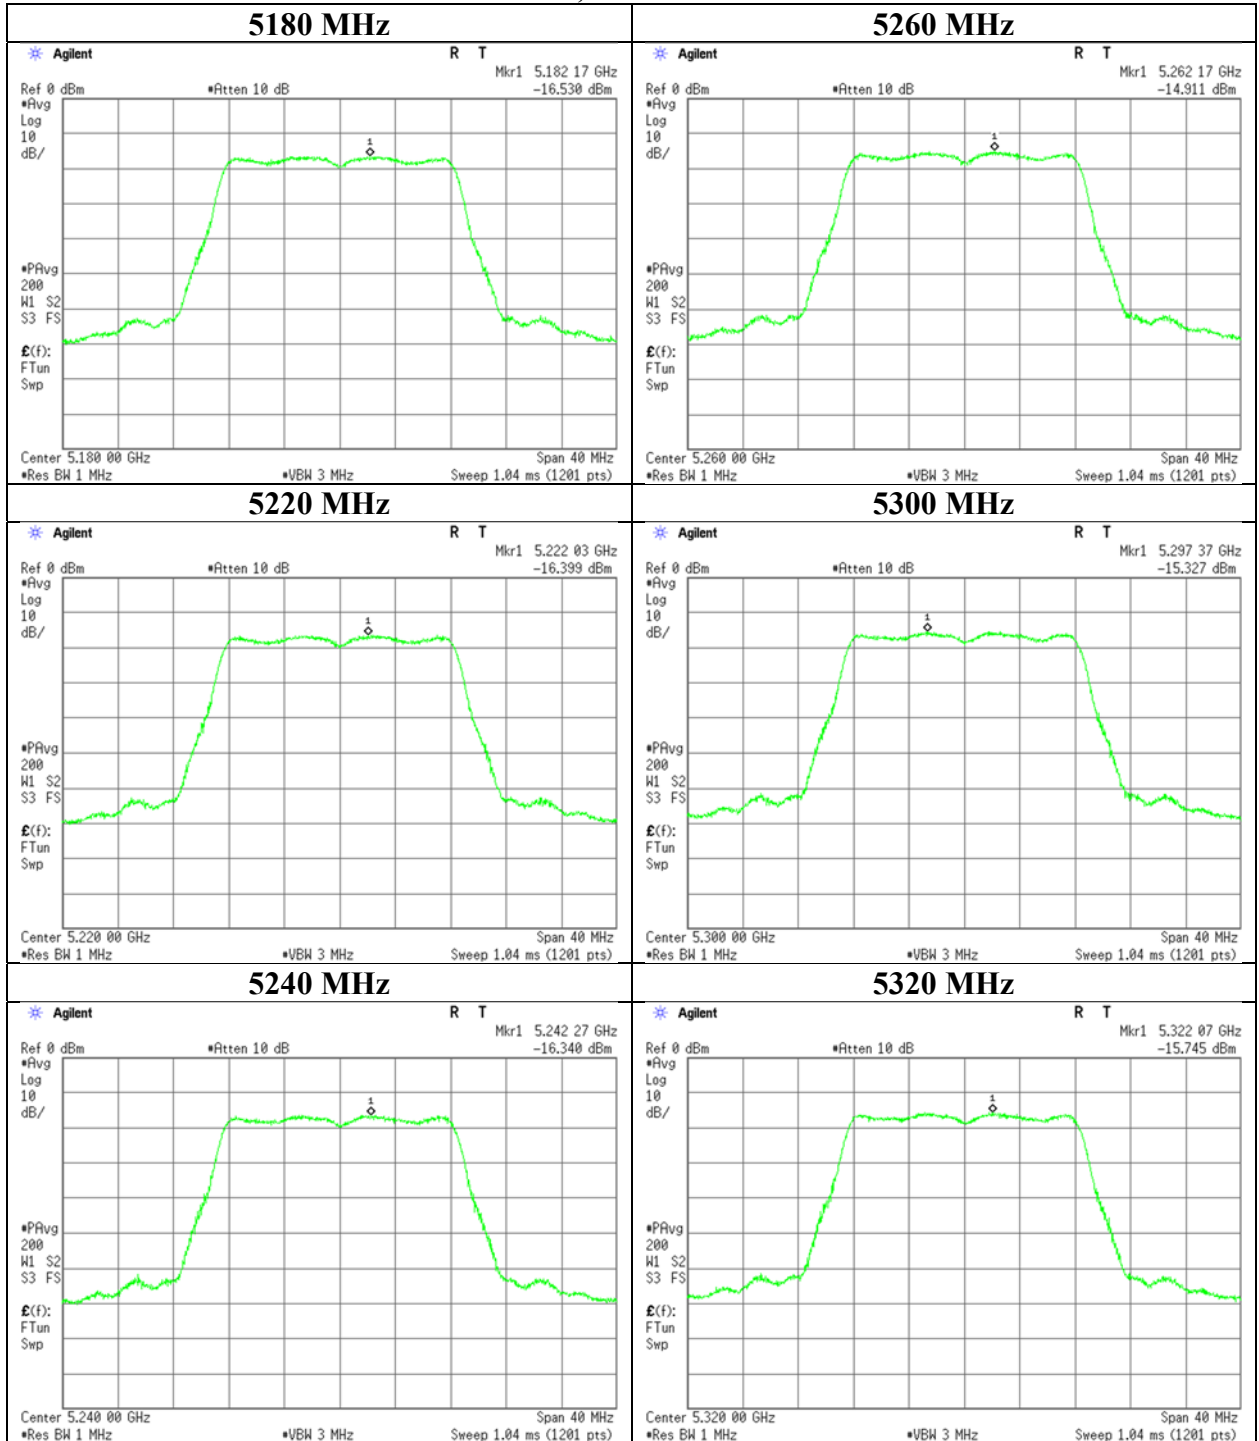 5180 MHz
Agilent
R T
Mkr1 5.182 17 GHz
Ref 0 dBm #Atten 10 dB -16.530 dBm
#Avg
Log
10
dB/
1
#PAvg
200
W1 S2
S3 FS
£(f):
FTun
Swp
Center 5.180 00 GHz Span 40 MHz
#Res BW 1 MHz #VBW 3 MHz Sweep 1.04 ms (1201 pts)
5260 MHz
Agilent
R T
Mkr1 5.262 17 GHz
Ref 0 dBm #Atten 10 dB -14.911 dBm
#Avg
Log
10
dB/
1
#PAvg
200
W1 S2
S3 FS
£(f):
FTun
Swp
Center 5.260 00 GHz Span 40 MHz
#Res BW 1 MHz #VBW 3 MHz Sweep 1.04 ms (1201 pts)
5220 MHz
Agilent
R T
Mkr1 5.222 03 GHz
Ref 0 dBm #Atten 10 dB -16.399 dBm
#Avg
Log
10
dB/
1
#PAvg
200
W1 S2
S3 FS
£(f):
FTun
Swp
Center 5.220 00 GHz Span 40 MHz
#Res BW 1 MHz #VBW 3 MHz Sweep 1.04 ms (1201 pts)
5300 MHz
Agilent
R T
Mkr1 5.297 37 GHz
Ref 0 dBm #Atten 10 dB -15.327 dBm
#Avg
Log
10
dB/
1
#PAvg
200
W1 S2
S3 FS
£(f):
FTun
Swp
Center 5.300 00 GHz Span 40 MHz
#Res BW 1 MHz #VBW 3 MHz Sweep 1.04 ms (1201 pts)
5240 MHz
Agilent
R T
Mkr1 5.242 27 GHz
Ref 0 dBm #Atten 10 dB -16.340 dBm
#Avg
Log
10
dB/
1
#PAvg
200
W1 S2
S3 FS
£(f):
FTun
Swp
Center 5.240 00 GHz Span 40 MHz
#Res BW 1 MHz #VBW 3 MHz Sweep 1.04 ms (1201 pts)
5320 MHz
Agilent
R T
Mkr1 5.322 07 GHz
Ref 0 dBm #Atten 10 dB -15.745 dBm
#Avg
Log
10
dB/
1
#PAvg
200
W1 S2
S3 FS
£(f):
FTun
Swp
Center 5.320 00 GHz Span 40 MHz
#Res BW 1 MHz #VBW 3 MHz Sweep 1.04 ms (1201 pts)